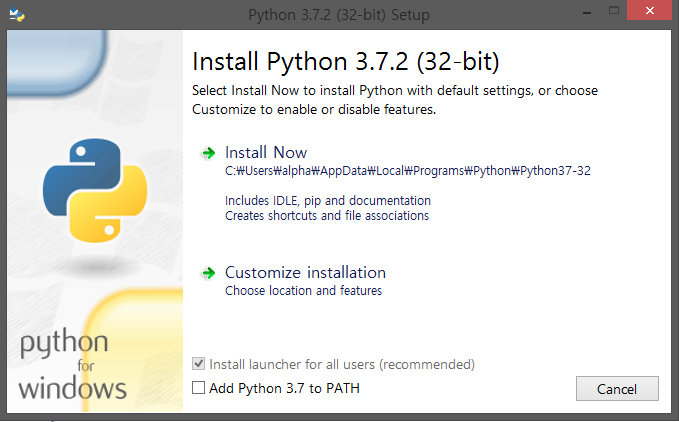 Python 3.7.2 (32-bit) Setup
Install Python 3.7.2 (32-bit)
Select Install Now to install Python with default settings, or choose
Customize to enable or disable features.
Install Now
C:₩Users₩alpha₩AppData₩Local₩Programs₩Python₩Python37-32
Includes IDLE, pip and documentation
Creates shortcuts and file associations
Customize installation
Choose location and features
python
for
windows
Install launcher for all users (recommended)
Add Python 3.7 to PATH
Cancel